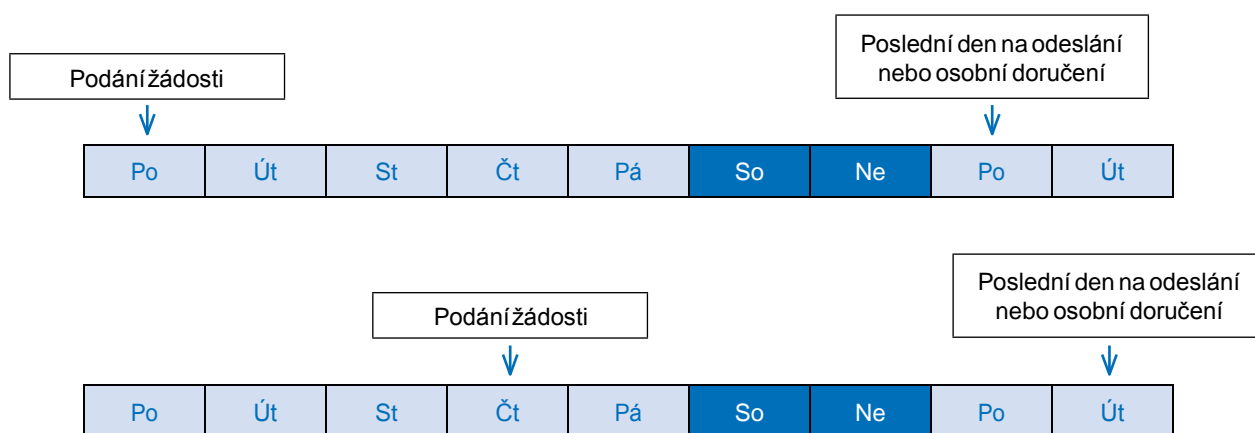 Poslední den na odeslání
nebo osobní doručení
Podání žádosti
Po Út St Čt Pá So Ne Po Út
Poslední den na odeslání
nebo osobní doručení
Podání žádosti
Po Út St Čt Pá So Ne Po Út